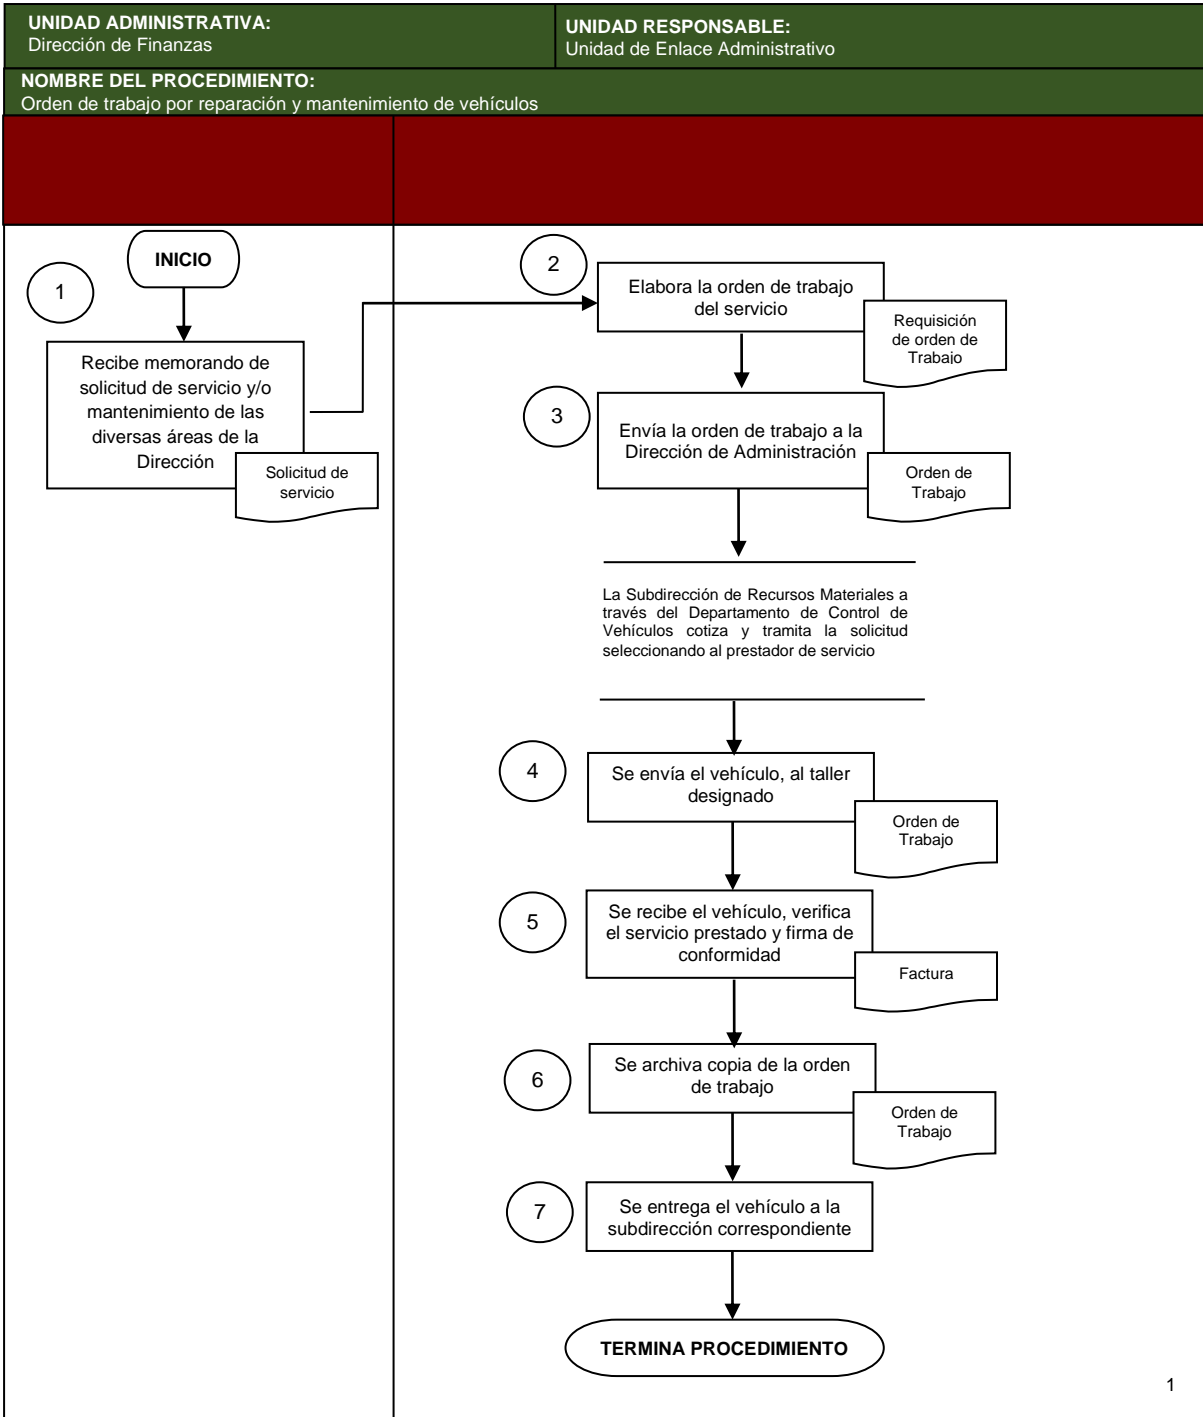 UNIDAD ADMINISTRATIVA:
Dirección de Finanzas
UNIDAD RESPONSABLE:
Unidad de Enlace Administrativo
NOMBRE DEL PROCEDIMIENTO:
Orden de trabajo por reparación y mantenimiento de vehículos
INICIO
1
Recibe memorando de
solicitud de servicio y/o
mantenimiento de las
diversas áreas de la
Dirección
Solicitud de
servicio
2
Elabora la orden de trabajo
del servicio
Requisición
de orden de
Trabajo
3
Envía la orden de trabajo a la
Dirección de Administración
Orden de
Trabajo
La Subdirección de Recursos Materiales a
través del Departamento de Control de
Vehículos cotiza y tramita la solicitud
seleccionando al prestador de servicio
4
Se envía el vehículo, al taller
designado
Orden de
Trabajo
5
Se recibe el vehículo, verifica
el servicio prestado y firma de
conformidad
Factura
6
Se archiva copia de la orden
de trabajo
Orden de
Trabajo
7
Se entrega el vehículo a la
subdirección correspondiente
TERMINA PROCEDIMIENTO
1